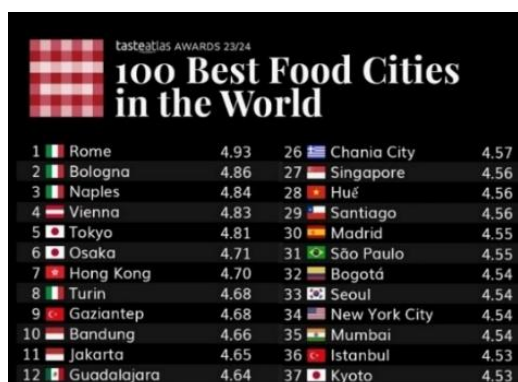 tasteatlas AWARDS 23/24
100 Best Food Cities
in the World
1 Rome 4.93
2 Bologna 4.86
3 Naples 4.84
4 Vienna 4.83
5 Tokyo 4.81
6 Osaka 4.71
7 Hong Kong 4.70
8 Turin 4.68
9 Gaziantep 4.68
10 Bandung 4.66
11 Jakarta 4.65
12 Guadalajara 4.64
26 Chania City 4.57
27 Singapore 4.56
28 Huế 4.56
29 Santiago 4.56
30 Madrid 4.55
31 São Paulo 4.55
32 Bogotá 4.54
33 Seoul 4.54
34 New York City 4.54
35 Mumbai 4.54
36 Istanbul 4.53
37 Kyoto 4.53